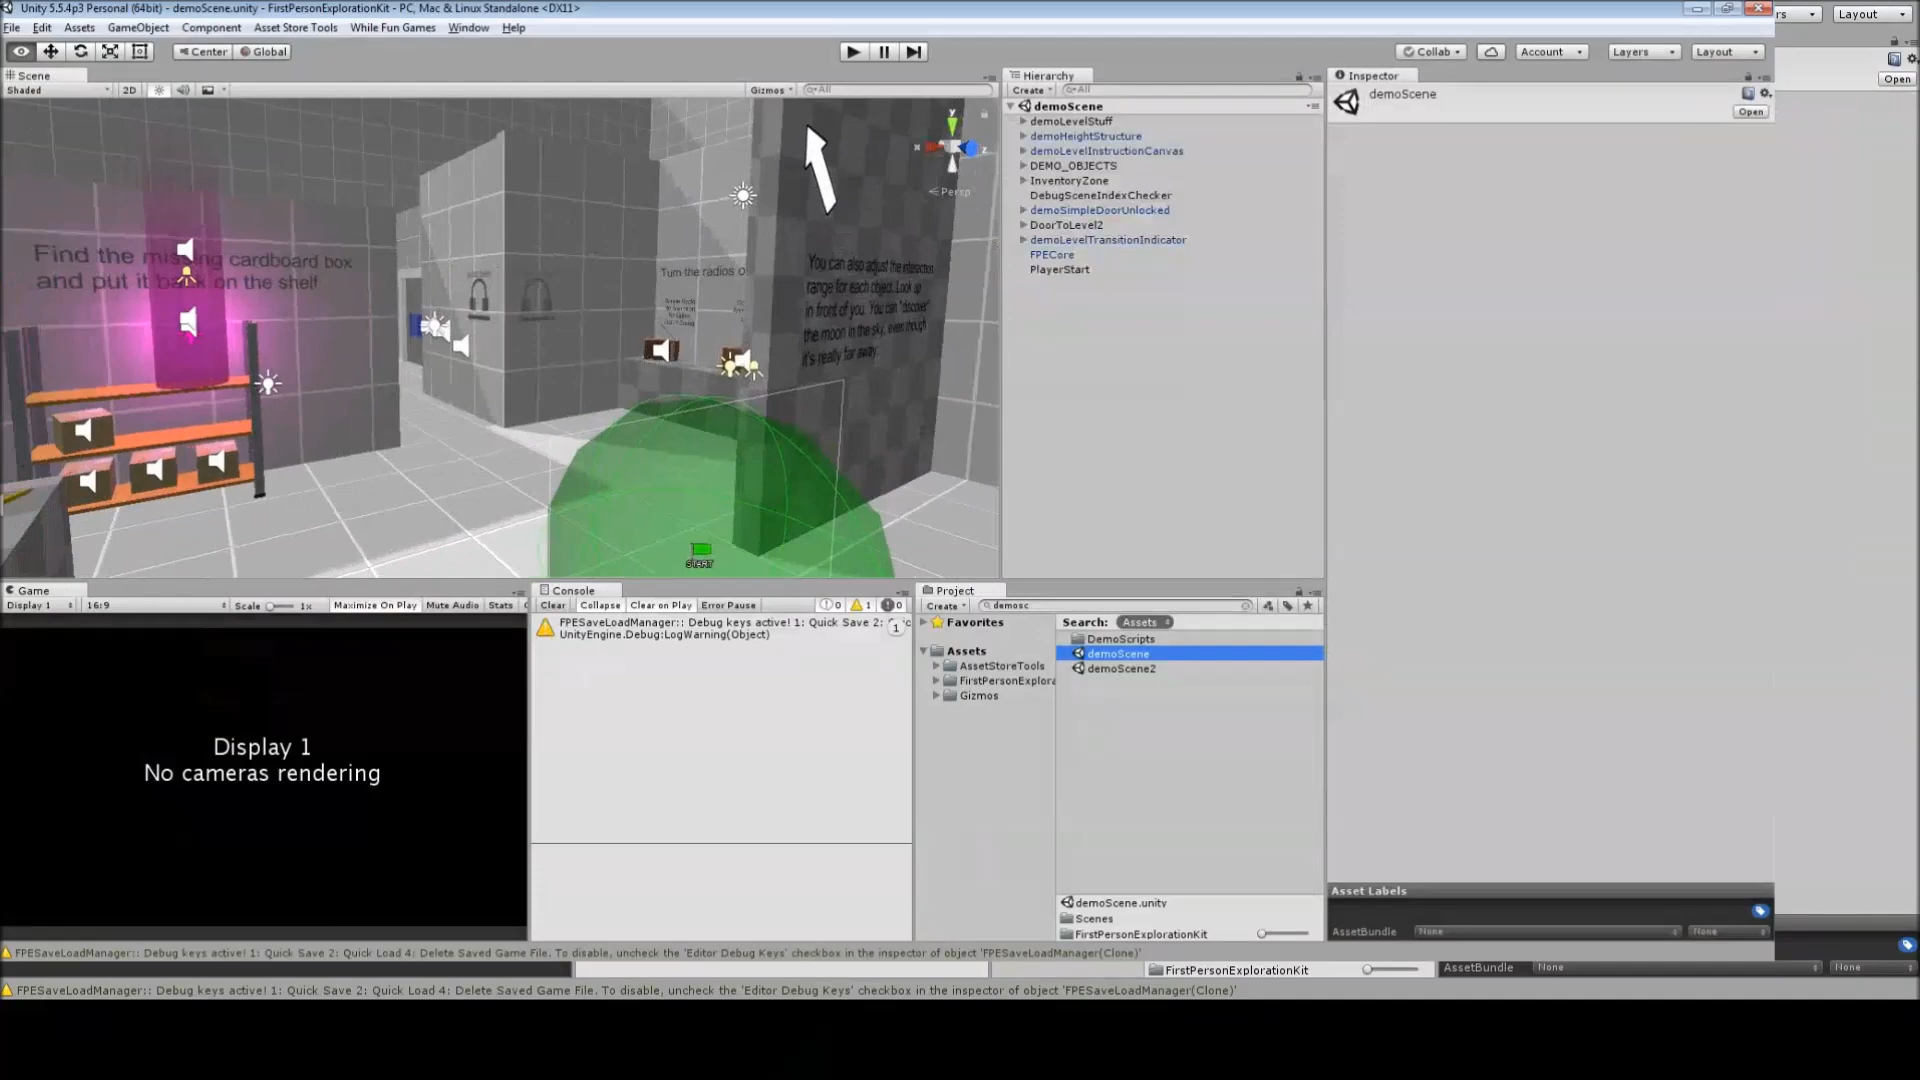 Unity 5.5.4p3 Personal (64bit) - demoScene.unity - FirstPersonExplorationKit - PC, Mac & Linux Standalone <DX11>
rs
Layout
File Edit Assets GameObject Component Asset Store Tools While Fun Games Window Help
Center Global
Collab
Account
Layers
Layout
Open
Scene
Shaded
2D
Gizmos
All
Find the missing cardboard box
and put it back on the shelf
Turn the radios o
You can also adjust the interaction
range for each object. Look up
in front of you. You can "discover"
the moon in the sky, even though
it's really far away.
y
x
z
Persp
START
Hierarchy
Create
All
demoScene
demoLevelStuff
demoHeightStructure
demoLevelInstructionCanvas
DEMO_OBJECTS
InventoryZone
DebugSceneIndexChecker
demoSimpleDoorUnlocked
DoorToLevel2
demoLevelTransitionIndicator
FPECore
PlayerStart
Inspector
demoScene
Open
Game
Display 1
16:9
Scale
1x
Maximize On Play
Mute Audio
Stats
Display 1
No cameras rendering
Console
Clear
Collapse
Clear on Play
Error Pause
0
1
0
FPESaveLoadManager:: Debug keys active! 1: Quick Save 2: Quic
UnityEngine.Debug:LogWarning(Object)
1
Project
Create
demosc
Favorites
Assets
AssetStoreTools
FirstPersonExplora
Gizmos
Search:
Assets
DemoScripts
demoScene
demoScene2
demoScene.unity
Scenes
FirstPersonExplorationKit
Asset Labels
AssetBundle
None
None
FPESaveLoadManager:: Debug keys active! 1: Quick Save 2: Quick Load 4: Delete Saved Game File. To disable, uncheck the 'Editor Debug Keys' checkbox in the inspector of object 'FPESaveLoadManager(Clone)'
FirstPersonExplorationKit
AssetBundle
None
None
FPESaveLoadManager:: Debug keys active! 1: Quick Save 2: Quick Load 4: Delete Saved Game File. To disable, uncheck the 'Editor Debug Keys' checkbox in the inspector of object 'FPESaveLoadManager(Clone)'